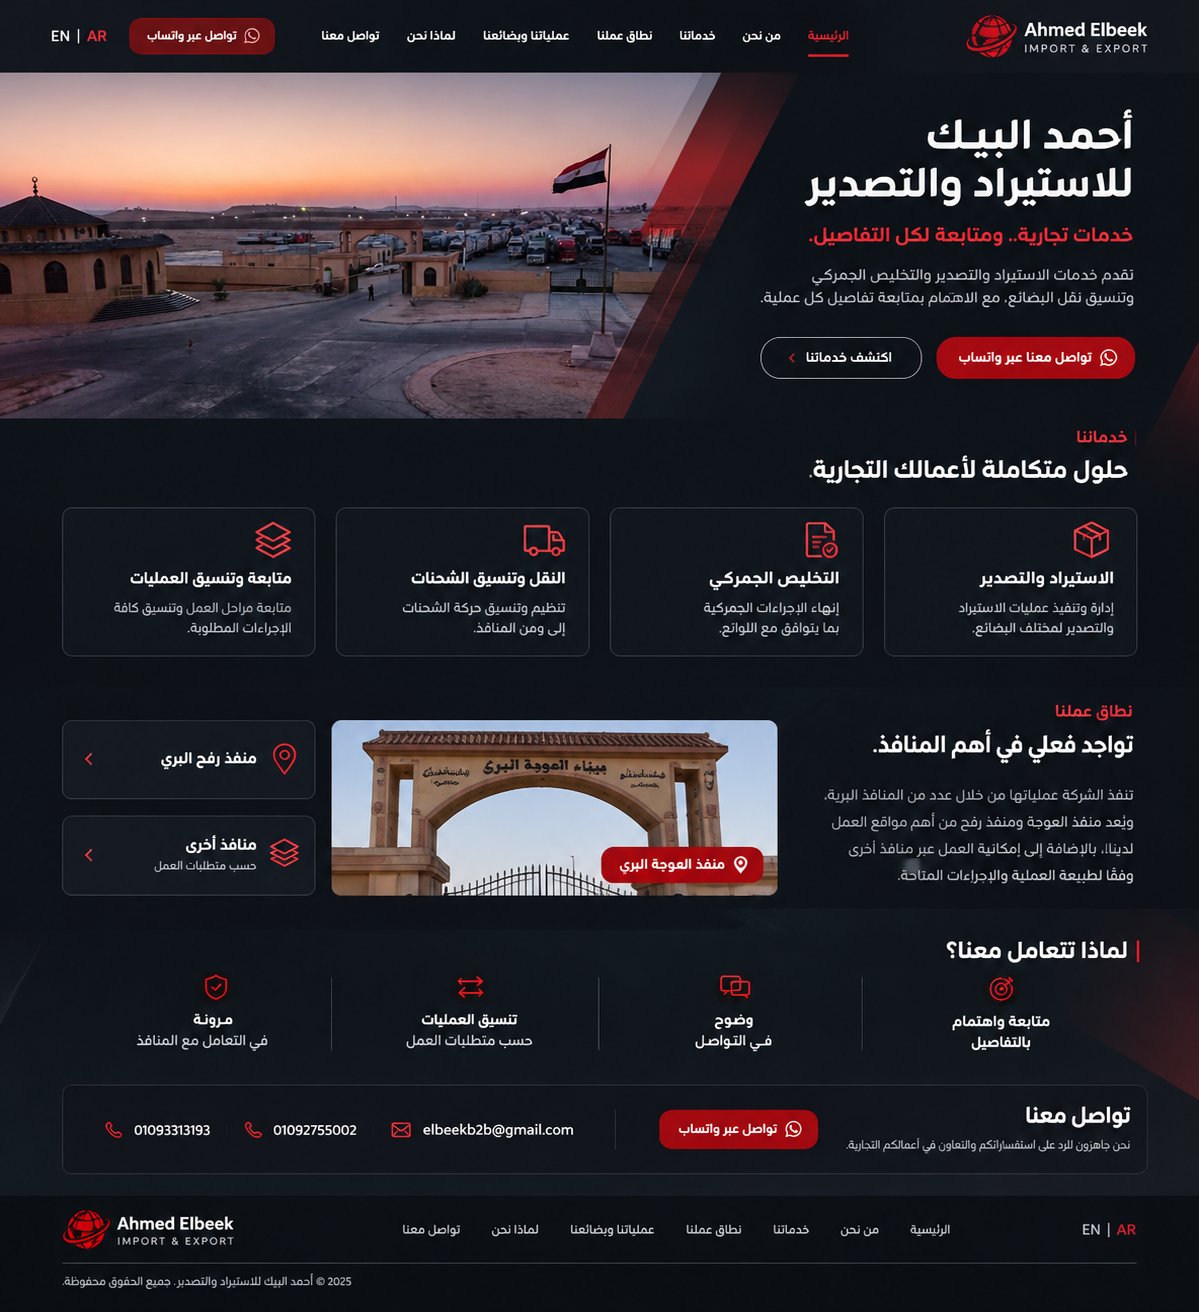 Ahmed Elbeek
IMPORT & EXPORT
الرئيسية
من نحن
خدماتنا
نطاق عملنا
عملياتنا وبضائعنا
لماذا نحن
تواصل معنا
تواصل عبر واتساب
EN | AR
أحمد البيك
للاستيراد والتصدير
خدمات تجارية.. ومتابعة لكل التفاصيل.
نقدم خدمات الاستيراد والتصدير والتخليص الجمركي
وتنسيق نقل البضائع، مع الاهتمام بمتابعة تفاصيل كل عملية.
تواصل معنا عبر واتساب
اكتشف خدماتنا
خدماتنا
حلول متكاملة لأعمالك التجارية.
الاستيراد والتصدير
إدارة وتنفيذ عمليات الاستيراد
والتصدير لمختلف البضائع.
التخليص الجمركي
إنهاء الإجراءات الجمركية
بما يتوافق مع اللوائح.
النقل وتنسيق الشحنات
تنظيم وتنسيق حركة الشحنات
إلى ومن المنافذ.
متابعة وتنسيق العمليات
متابعة مراحل العمل وتنسيق كافة
الإجراءات المطلوبة.
نطاق عملنا
تواجد فعلي في أهم المنافذ.
تنفذ الشركة عملياتها من خلال عدد من المنافذ البرية،
ويُعد منفذ العوجة ومنفذ رفح من أهم مواقع العمل
لدينا، بالإضافة إلى إمكانية العمل عبر منافذ أخرى
وفقًا لطبيعة العملية والإجراءات المتاحة.
ميناء العوجة البرى
منفذ العوجة البري
منفذ رفح البري
منافذ أخرى
حسب متطلبات العمل
لماذا تتعامل معنا؟
متابعة واهتمام
بالتفاصيل
وضوح
في التواصل
تنسيق العمليات
حسب متطلبات العمل
مرونة
في التعامل مع المنافذ
تواصل معنا
نحن جاهزون للرد على استفساراتكم والتعاون في أعمالكم التجارية.
تواصل عبر واتساب
elbeekb2b@gmail.com
01092755002
01093313193
EN | AR
الرئيسية
من نحن
خدماتنا
نطاق عملنا
عملياتنا وبضائعنا
لماذا نحن
تواصل معنا
Ahmed Elbeek
IMPORT & EXPORT
2025 © أحمد البيك للاستيراد والتصدير. جميع الحقوق محفوظة.